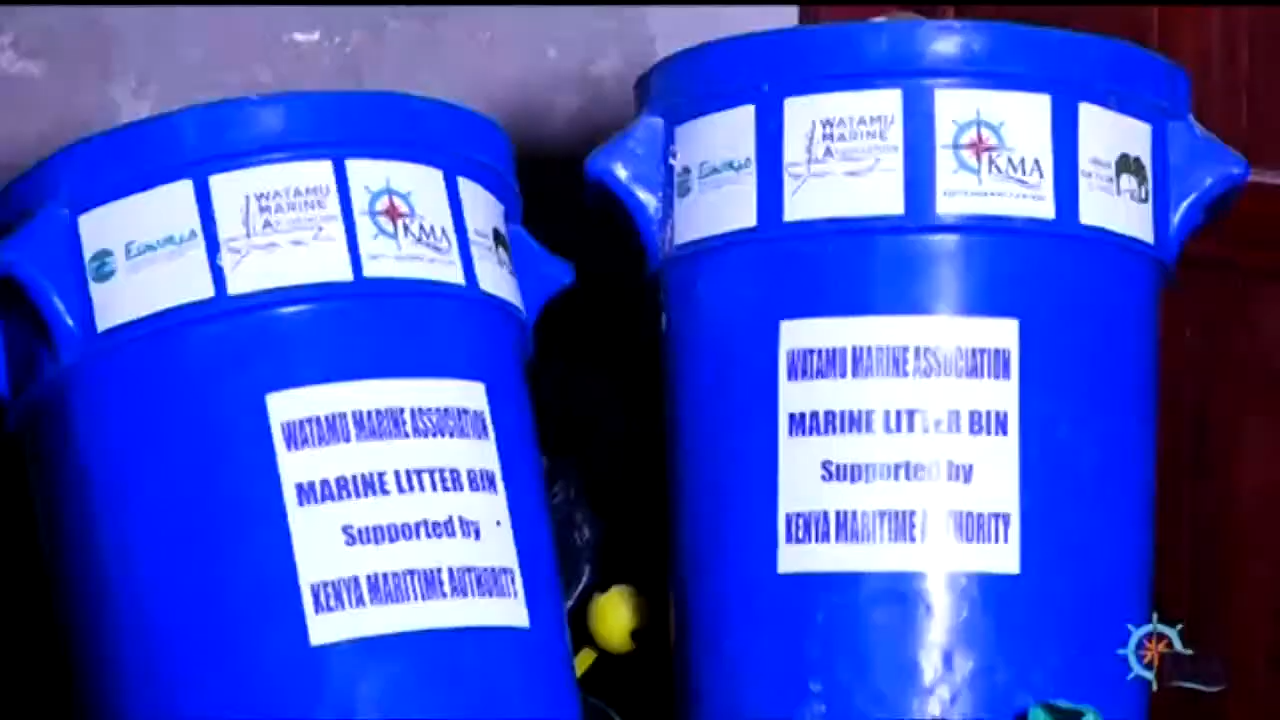 WATAMU
MARINE
ASSOCIATION
KMA
WATAMU MARINE ASSOCIATION
MARINE LITTER BIN
Supported by
KENYA MARITIME AUTHORITY
WATAMU
MARINE
ASSOCIATION
KMA
WATAMU MARINE ASSOCIATION
MARINE LITTER BIN
Supported by
KENYA MARITIME AUTHORITY